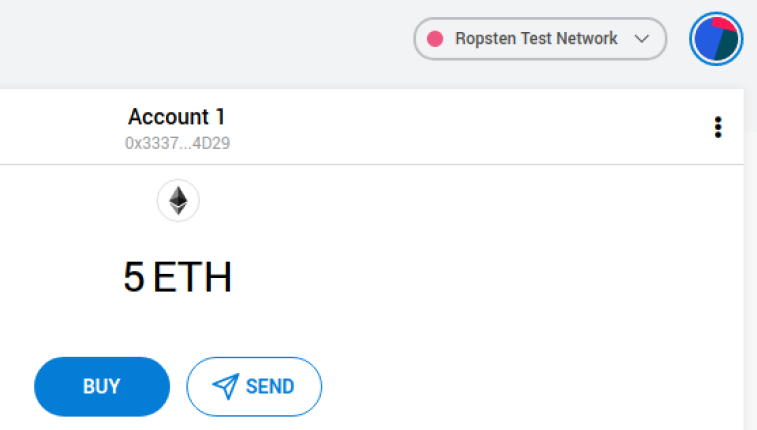 Ropsten Test Network
Account 1
0x3337...4D29
5 ETH
BUY
SEND